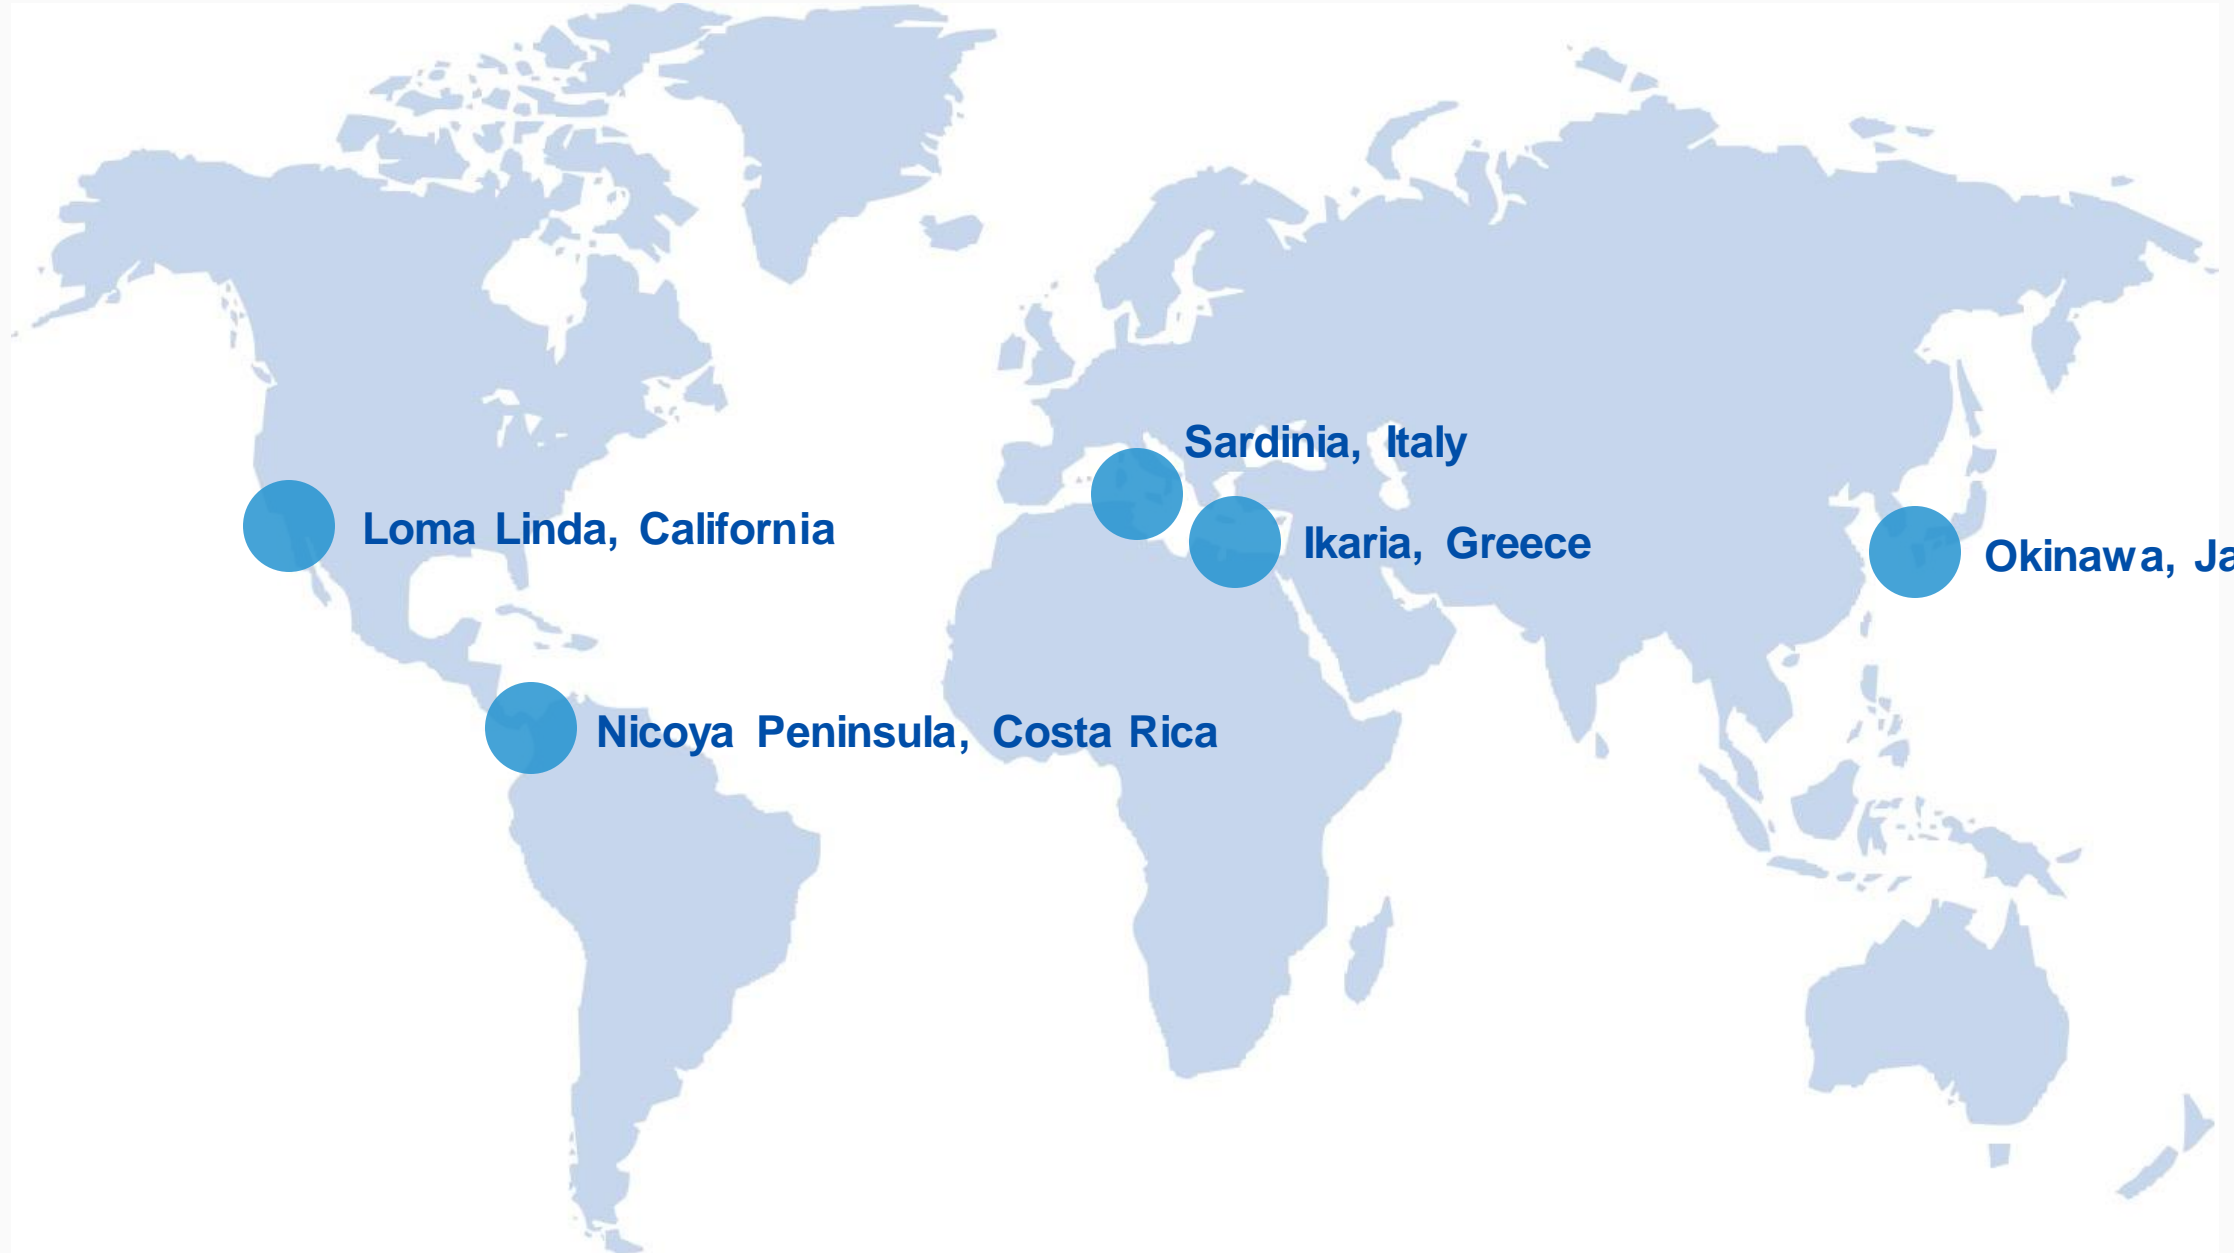 Sardinia, Italy
Loma Linda, California
Ikaria, Greece
Okinawa, Ja
Nicoya Peninsula, Costa Rica